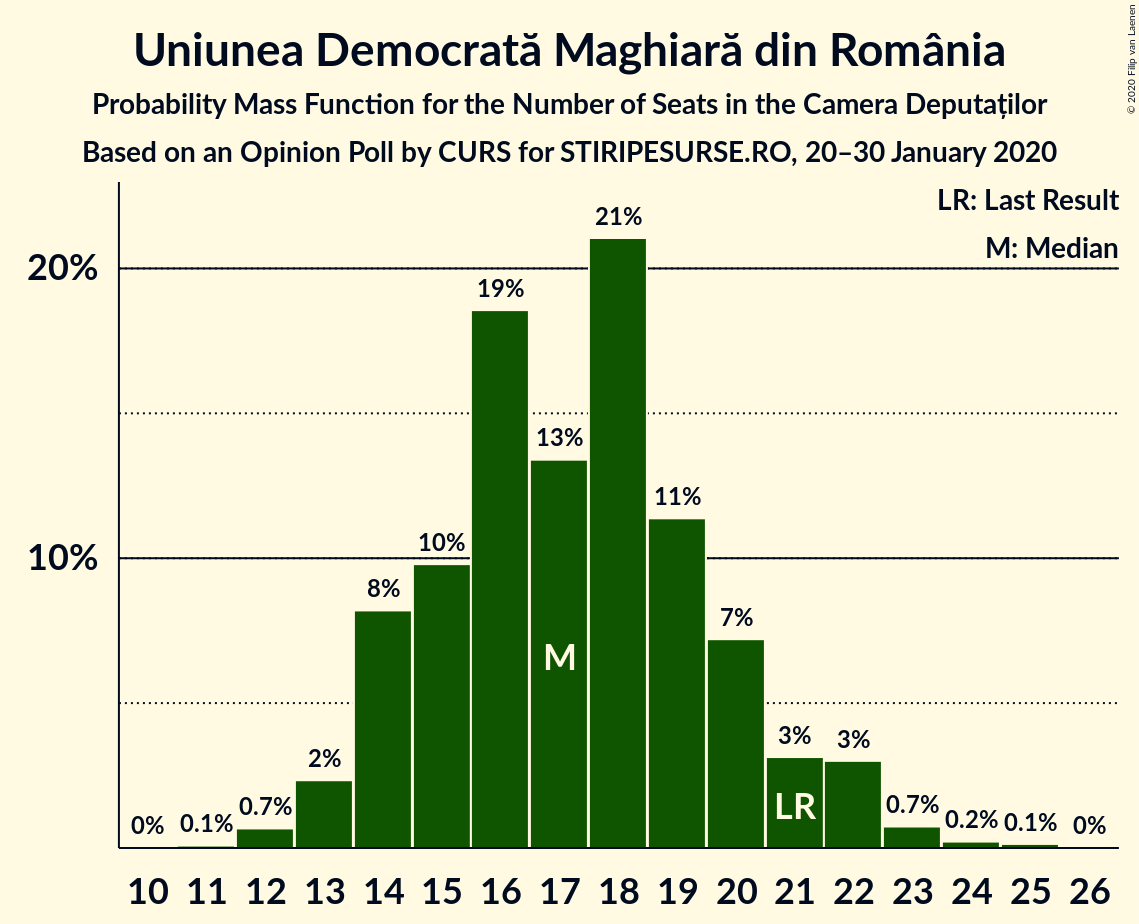 Uniunea Democrată Maghiară din România
Probability Mass Function for the Number of Seats in the Camera Deputaților
Based on an Opinion Poll by CURS for STIRIPESURSE.RO, 20–30 January 2020
© 2020 Filip van Laenen
LR: Last Result
M: Median
20%
10%
0%
0.1%
0.7%
2%
8%
10%
19%
13%
21%
11%
7%
3%
3%
0.7%
0.2%
0.1%
0%
M
LR
10 11 12 13 14 15 16 17 18 19 20 21 22 23 24 25 26